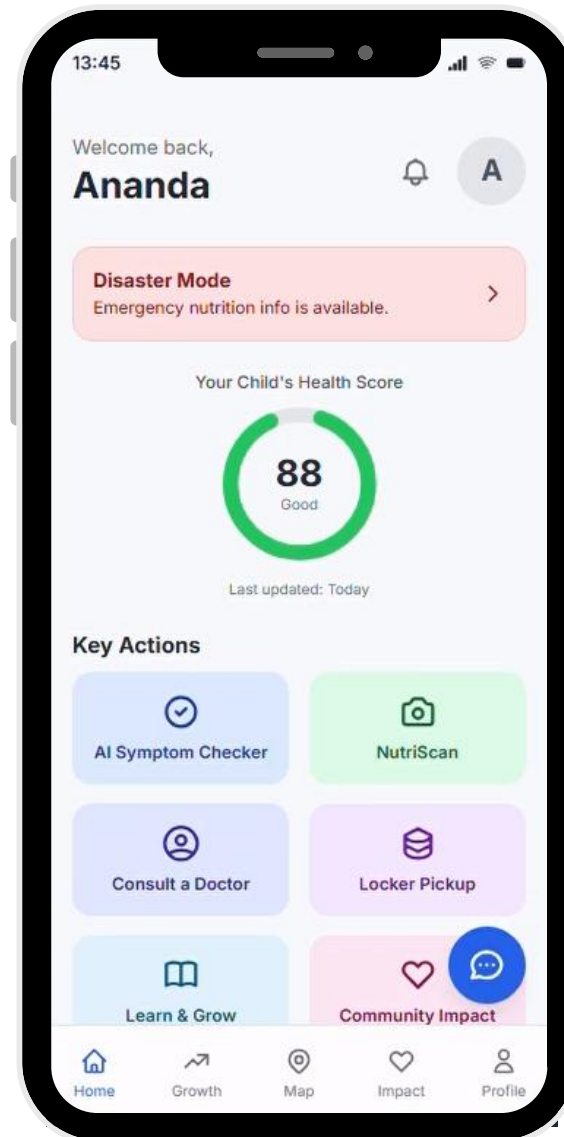 13:45
Welcome back,
Ananda
A
Disaster Mode
Emergency nutrition info is available.
Your Child's Health Score
88
Good
Last updated: Today
Key Actions
AI Symptom Checker
NutriScan
Consult a Doctor
Locker Pickup
Learn & Grow
Community Impact
Home
Growth
Map
Impact
Profile